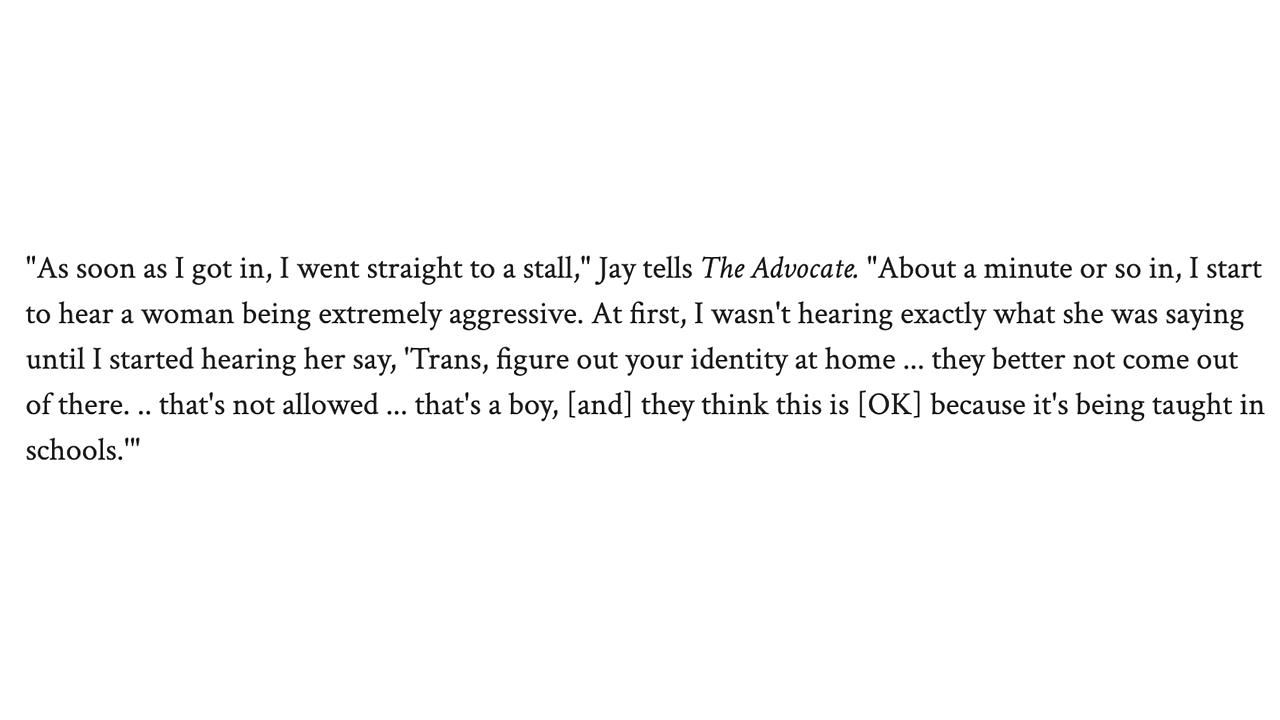 "As soon as I got in, I went straight to a stall," Jay tells The Advocate. "About a minute or so in, I start
to hear a woman being extremely aggressive. At first, I wasn't hearing exactly what she was saying
until I started hearing her say, 'Trans, figure out your identity at home ... they better not come out
of there. .. that's not allowed ... that's a boy, [and] they think this is [OK] because it's being taught in
schools.'"